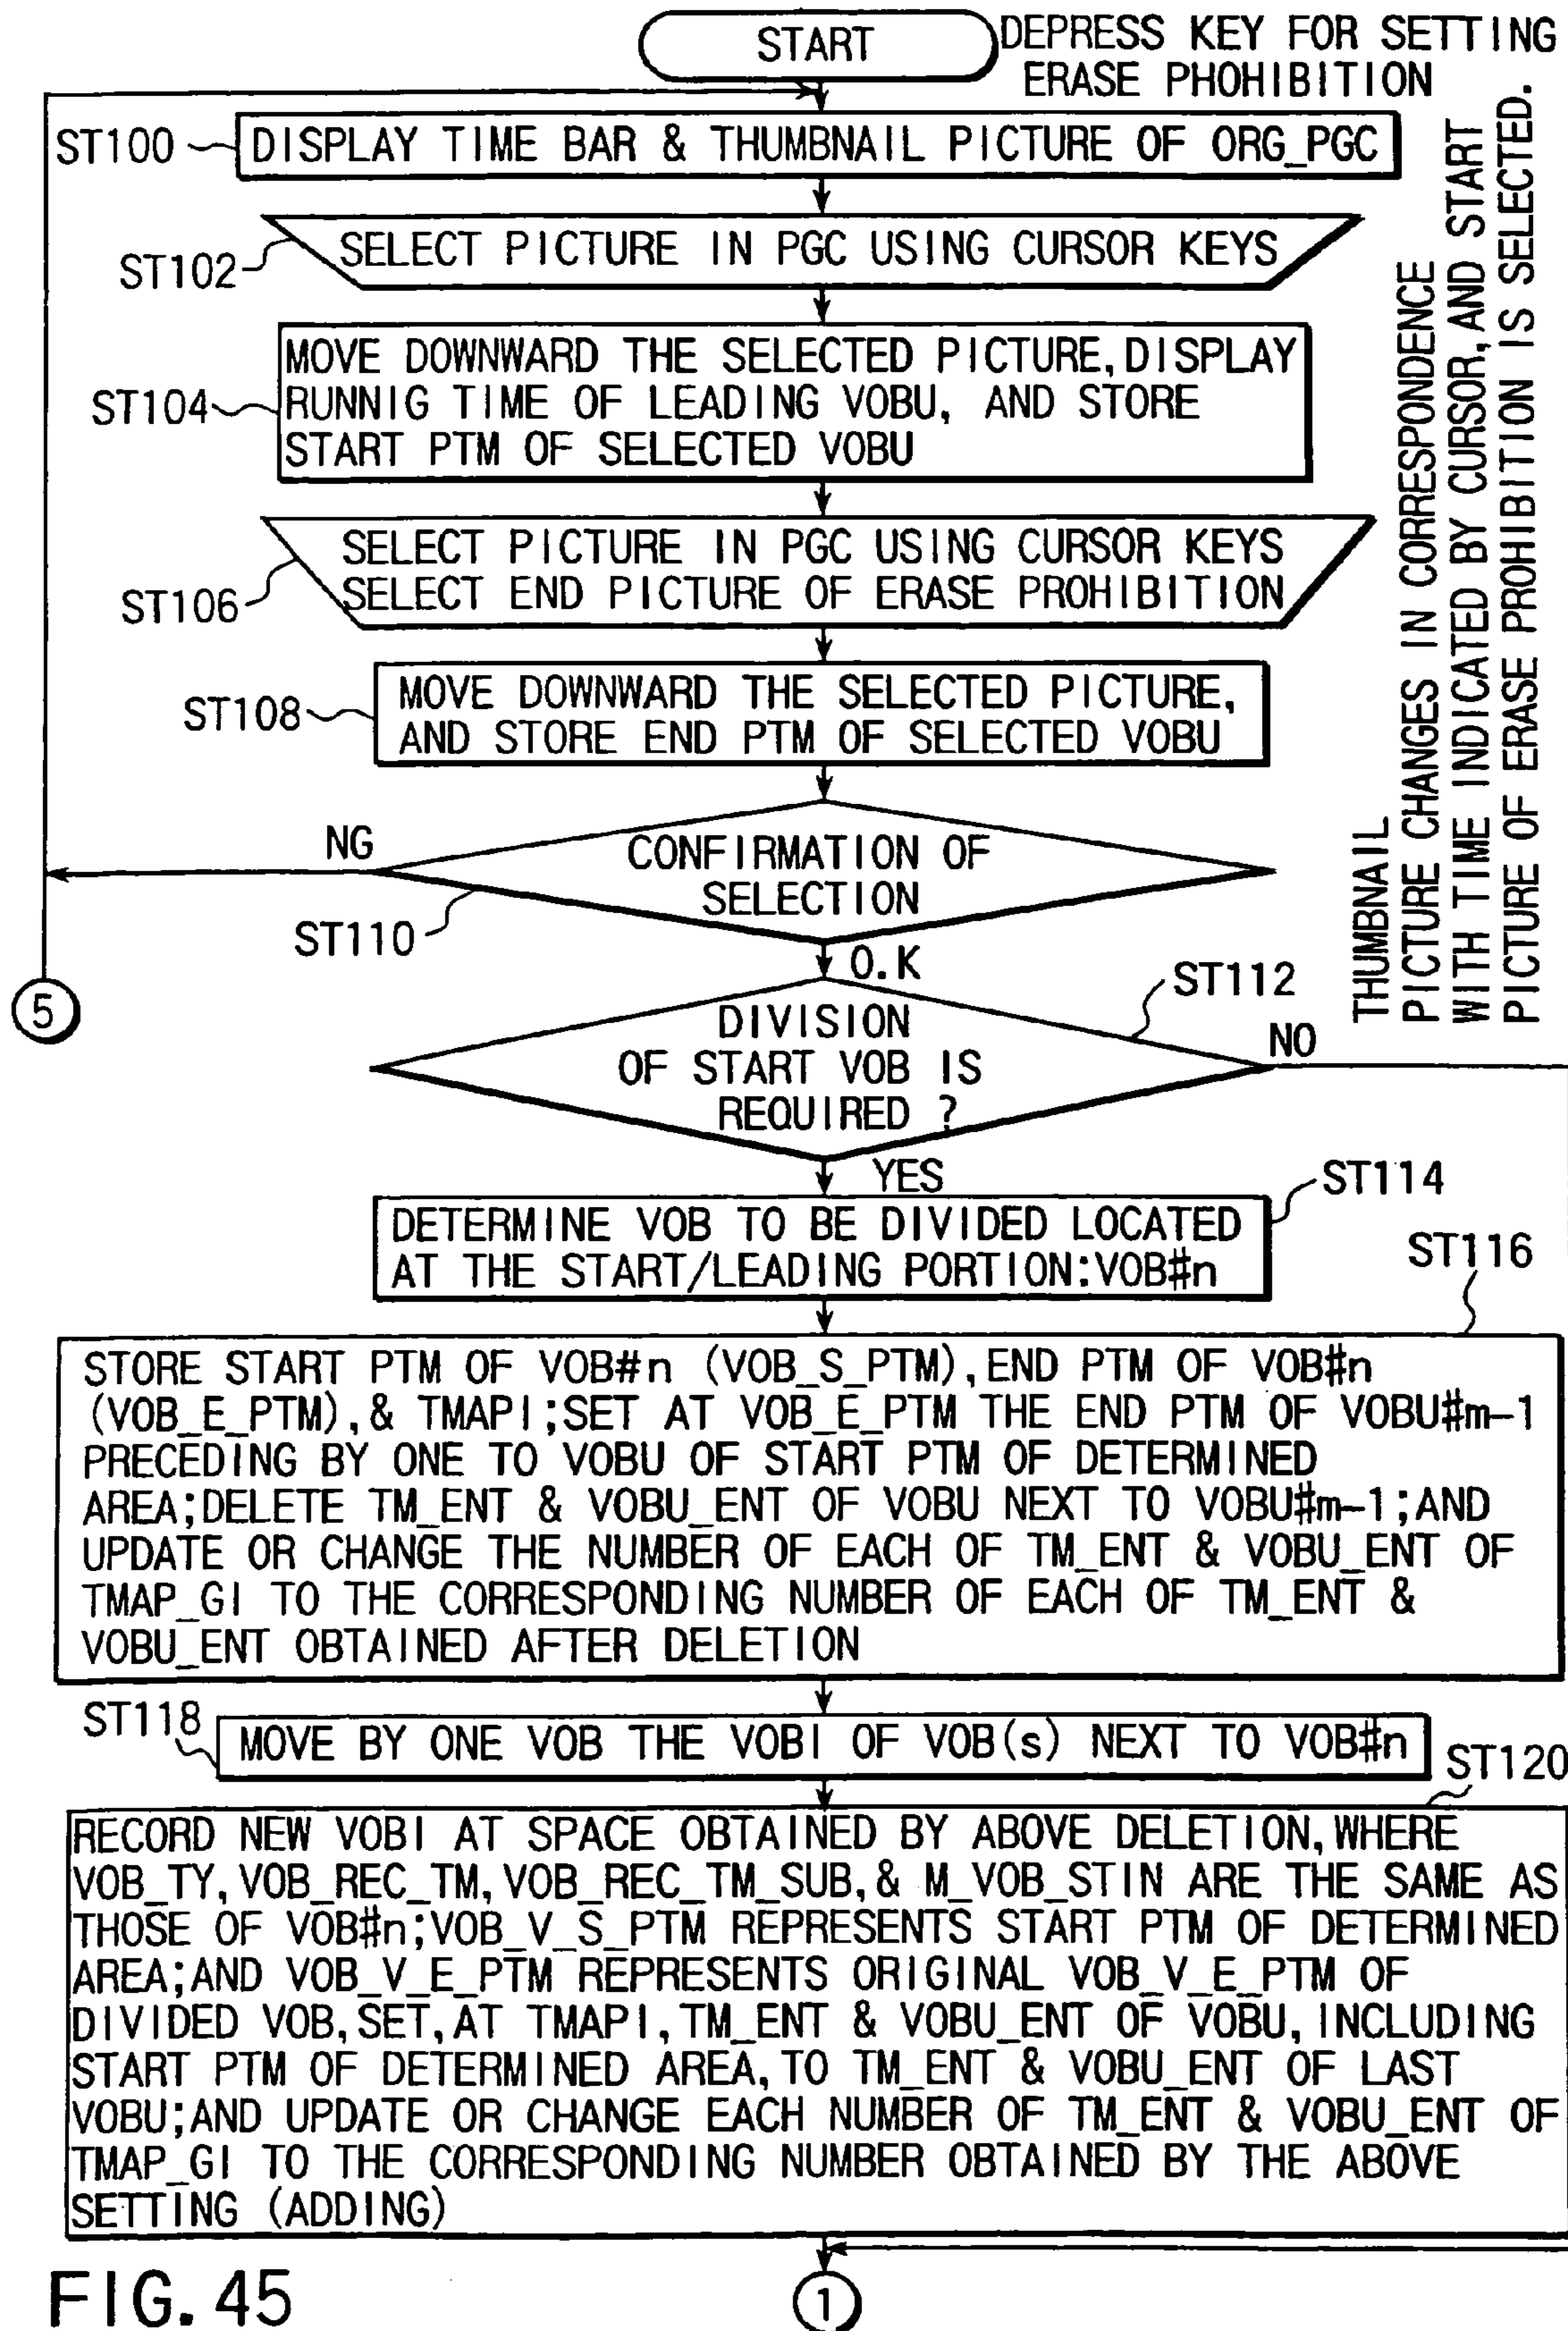 START
DEPRESS KEY FOR SETTING
ERASE PHOHIBITION
ST100
DISPLAY TIME BAR & THUMBNAIL PICTURE OF ORG_PGC
ST102
SELECT PICTURE IN PGC USING CURSOR KEYS
THUMBNAIL
PICTURE CHANGES IN CORRESPONDENCE
WITH TIME INDICATED BY CURSOR, AND START
PICTURE OF ERASE PROHIBITION IS SELECTED.
ST104
MOVE DOWNWARD THE SELECTED PICTURE, DISPLAY
RUNNIG TIME OF LEADING VOBU, AND STORE
START PTM OF SELECTED VOBU
ST106
SELECT PICTURE IN PGC USING CURSOR KEYS
SELECT END PICTURE OF ERASE PROHIBITION
ST108
MOVE DOWNWARD THE SELECTED PICTURE,
AND STORE END PTM OF SELECTED VOBU
NG
CONFIRMATION OF
SELECTION
ST110
O.K
5
ST112
DIVISION
OF START VOB IS
REQUIRED ?
NO
YES
ST114
DETERMINE VOB TO BE DIVIDED LOCATED
AT THE START/LEADING PORTION:VOB#n
ST116
STORE START PTM OF VOB#n (VOB_S_PTM), END PTM OF VOB#n
(VOB_E_PTM), & TMAPI;SET AT VOB_E_PTM THE END PTM OF VOBU#m-1
PRECEDING BY ONE TO VOBU OF START PTM OF DETERMINED
AREA;DELETE TM_ENT & VOBU_ENT OF VOBU NEXT TO VOBU#m-1;AND
UPDATE OR CHANGE THE NUMBER OF EACH OF TM_ENT & VOBU_ENT OF
TMAP_GI TO THE CORRESPONDING NUMBER OF EACH OF TM_ENT &
VOBU_ENT OBTAINED AFTER DELETION
ST118
MOVE BY ONE VOB THE VOBI OF VOB(s) NEXT TO VOB#n
ST120
RECORD NEW VOBI AT SPACE OBTAINED BY ABOVE DELETION, WHERE
VOB_TY, VOB_REC_TM, VOB_REC_TM_SUB, & M_VOB_STIN ARE THE SAME AS
THOSE OF VOB#n;VOB_V_S_PTM REPRESENTS START PTM OF DETERMINED
AREA;AND VOB_V_E_PTM REPRESENTS ORIGINAL VOB_V_E_PTM OF
DIVIDED VOB, SET, AT TMAPI, TM_ENT & VOBU_ENT OF VOBU, INCLUDING
START PTM OF DETERMINED AREA, TO TM_ENT & VOBU_ENT OF LAST
VOBU;AND UPDATE OR CHANGE EACH NUMBER OF TM_ENT & VOBU_ENT OF
TMAP_GI TO THE CORRESPONDING NUMBER OBTAINED BY THE ABOVE
SETTING (ADDING)
1
FIG. 45